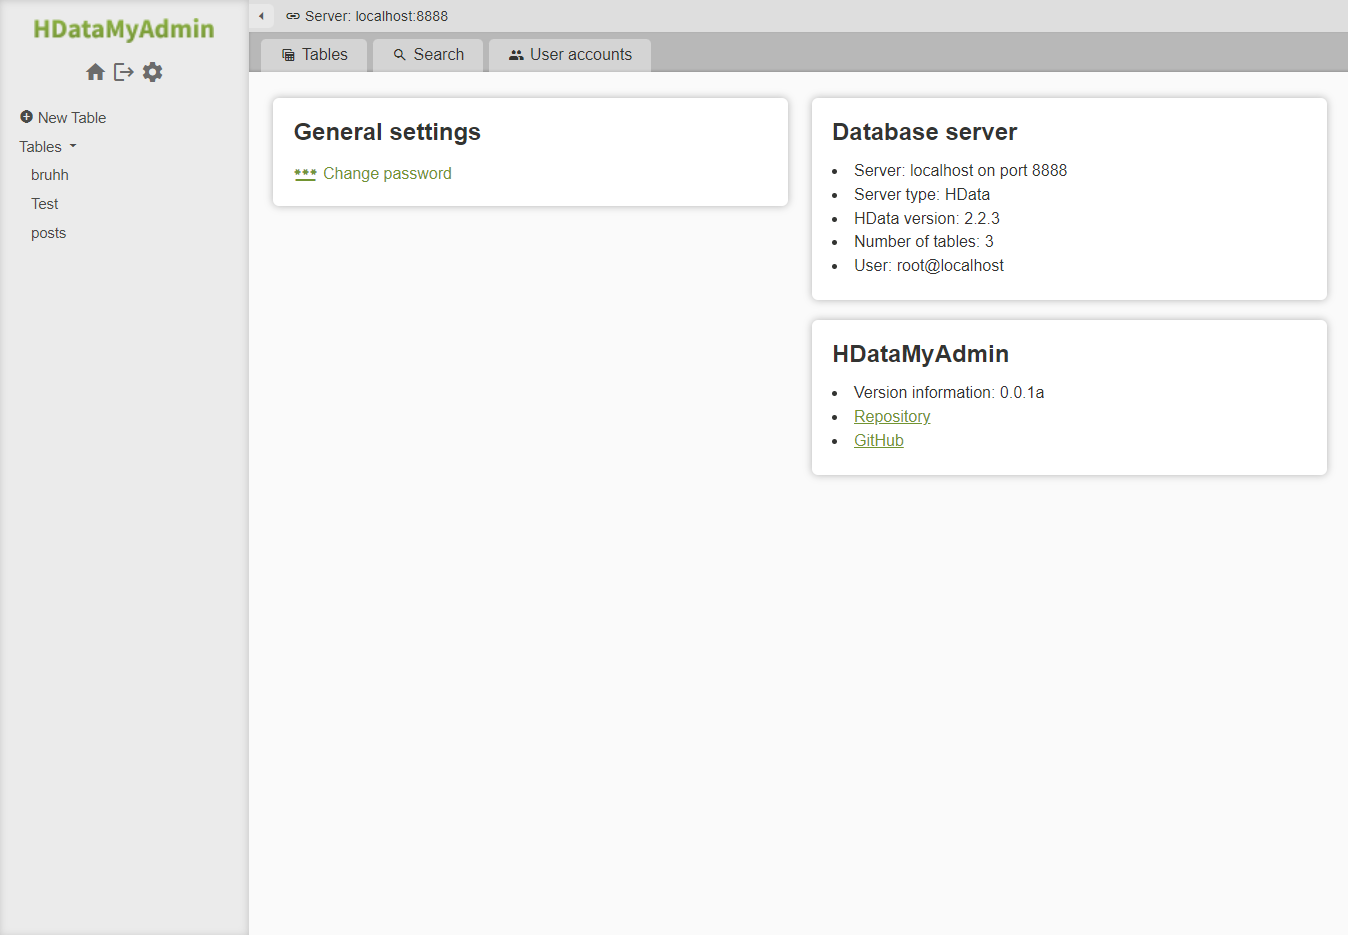 HDataMyAdmin
New Table
Tables
bruhh
Test
posts
Server: localhost:8888
Tables
Search
User accounts
General settings
*** Change password
Database server
Server: localhost on port 8888
Server type: HData
HData version: 2.2.3
Number of tables: 3
User: root@localhost
HDataMyAdmin
Version information: 0.0.1a
Repository
GitHub